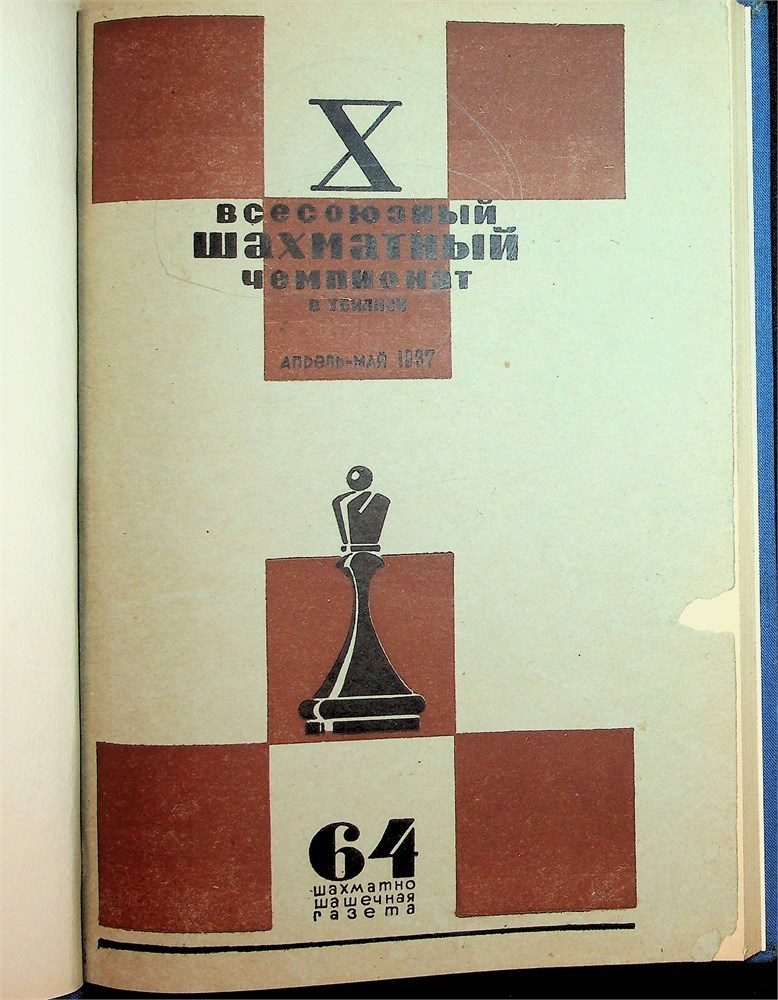 X
всесоюзный
шахматный
чемпионат
в тбилиси
апрель-май 1937
64
шахматно
шашечная
газета